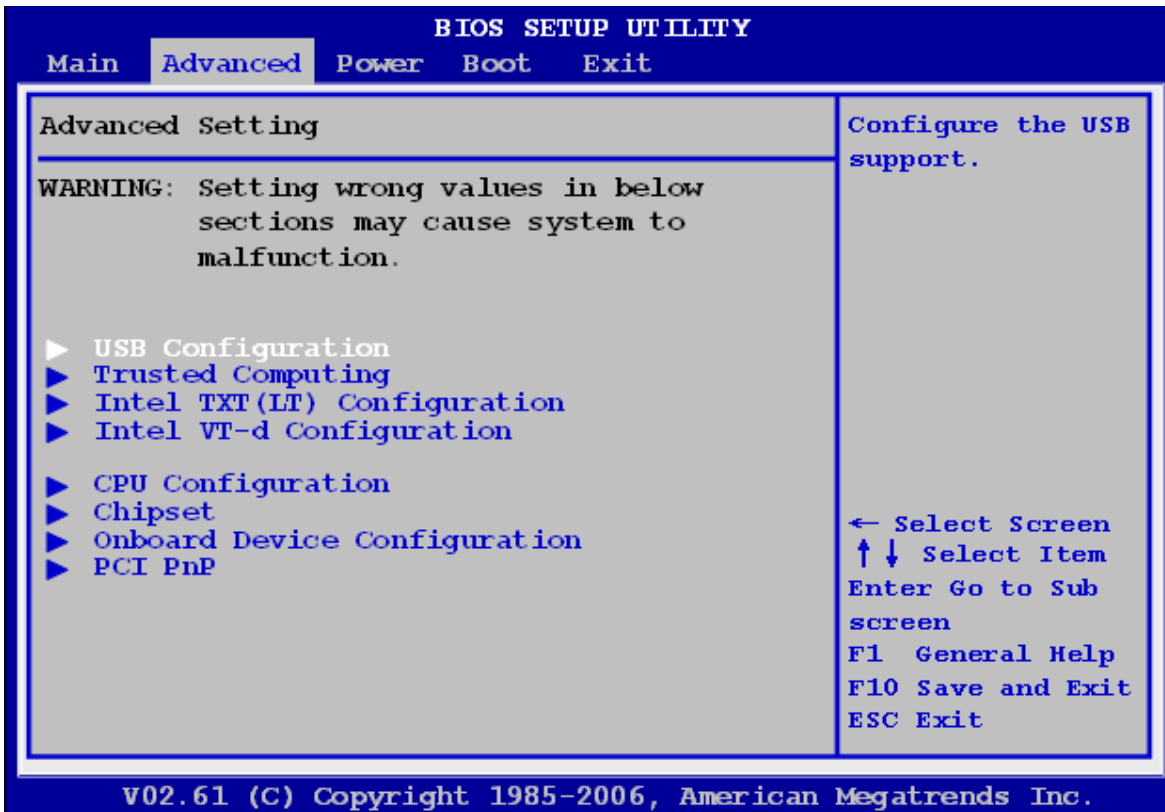 BIOS SETUP UTILITY
Main Advanced Power Boot Exit
Advanced Setting
WARNING: Setting wrong values in below
sections may cause system to
malfunction.
▶ USB Configuration
▶ Trusted Computing
▶ Intel TXT(LT) Configuration
▶ Intel VT-d Configuration
▶ CPU Configuration
▶ Chipset
▶ Onboard Device Configuration
▶ PCI PnP
Configure the USB
support.
← Select Screen
↑↓ Select Item
Enter Go to Sub
screen
F1 General Help
F10 Save and Exit
ESC Exit
V02.61 (C) Copyright 1985-2006, American Megatrends Inc.